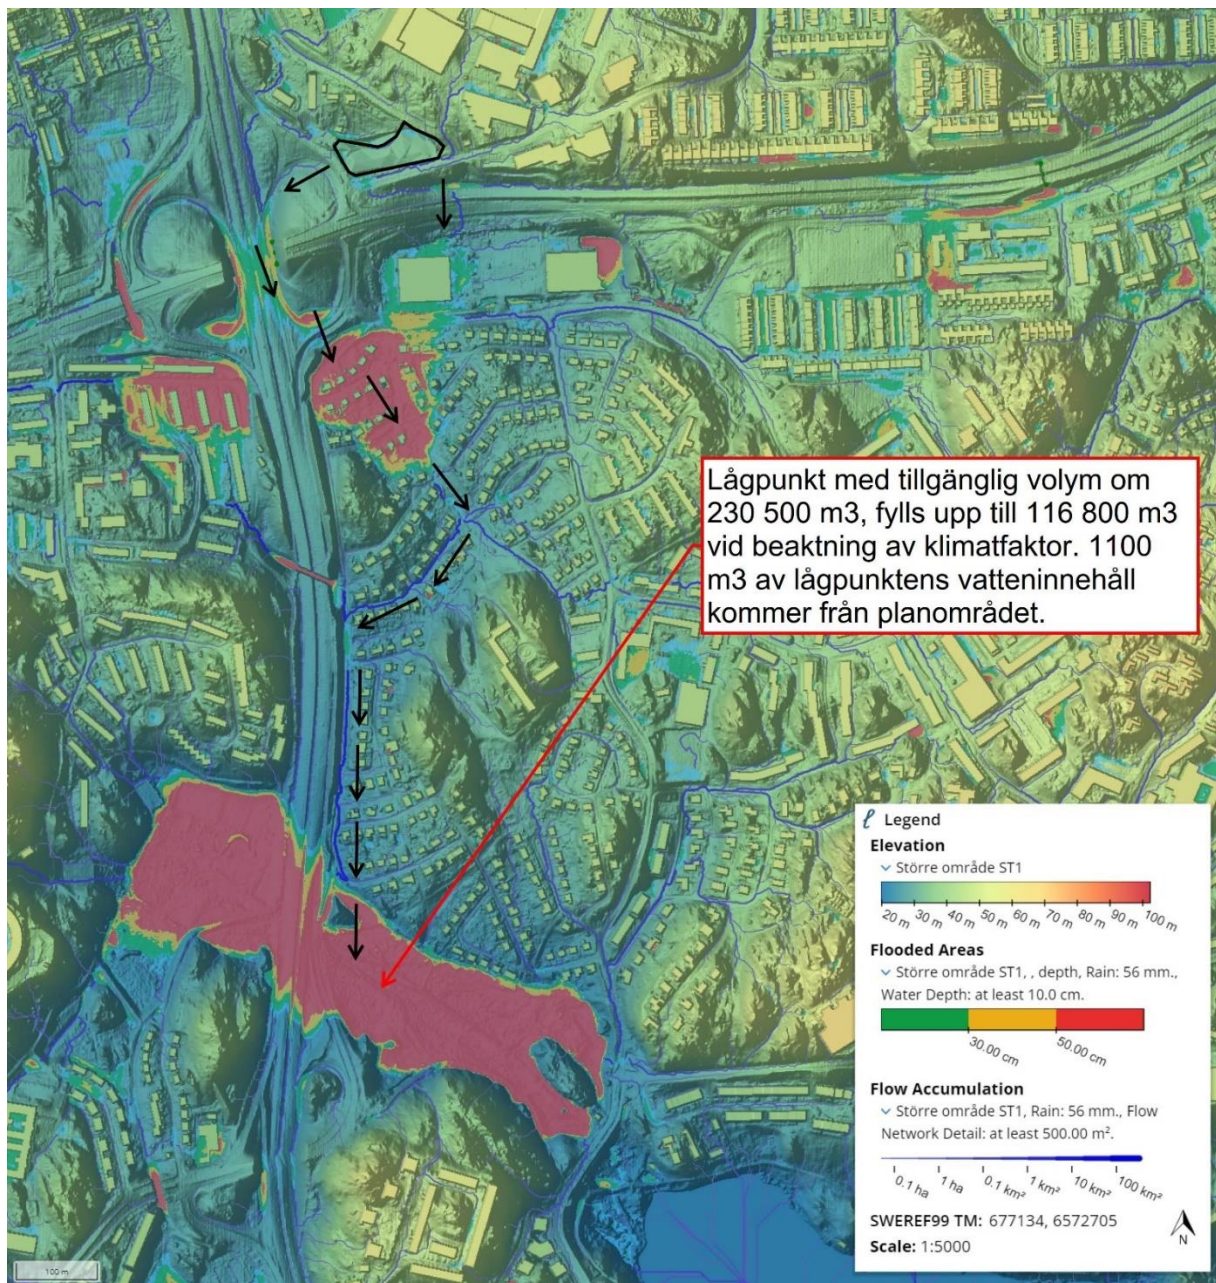 Lågpunkt med tillgänglig volym om
230 500 m3, fylls upp till 116 800 m3
vid beaktning av klimatfaktor. 1100
m3 av lågpunktens vatteninnehåll
kommer från planområdet.
Legend
Elevation
Större område ST1
20 m 30 m 40 m 50 m 60 m 70 m 80 m 90 m 100 m
Flooded Areas
Större område ST1, , depth, Rain: 56 mm.,
Water Depth: at least 10.0 cm.
30.00 cm 50.00 cm
Flow Accumulation
Större område ST1, Rain: 56 mm., Flow
Network Detail: at least 500.00 m².
0.1 ha 1 ha 0.1 km² 1 km² 10 km² 100 km²
SWEREF99 TM: 677134, 6572705
Scale: 1:5000
N
100 m